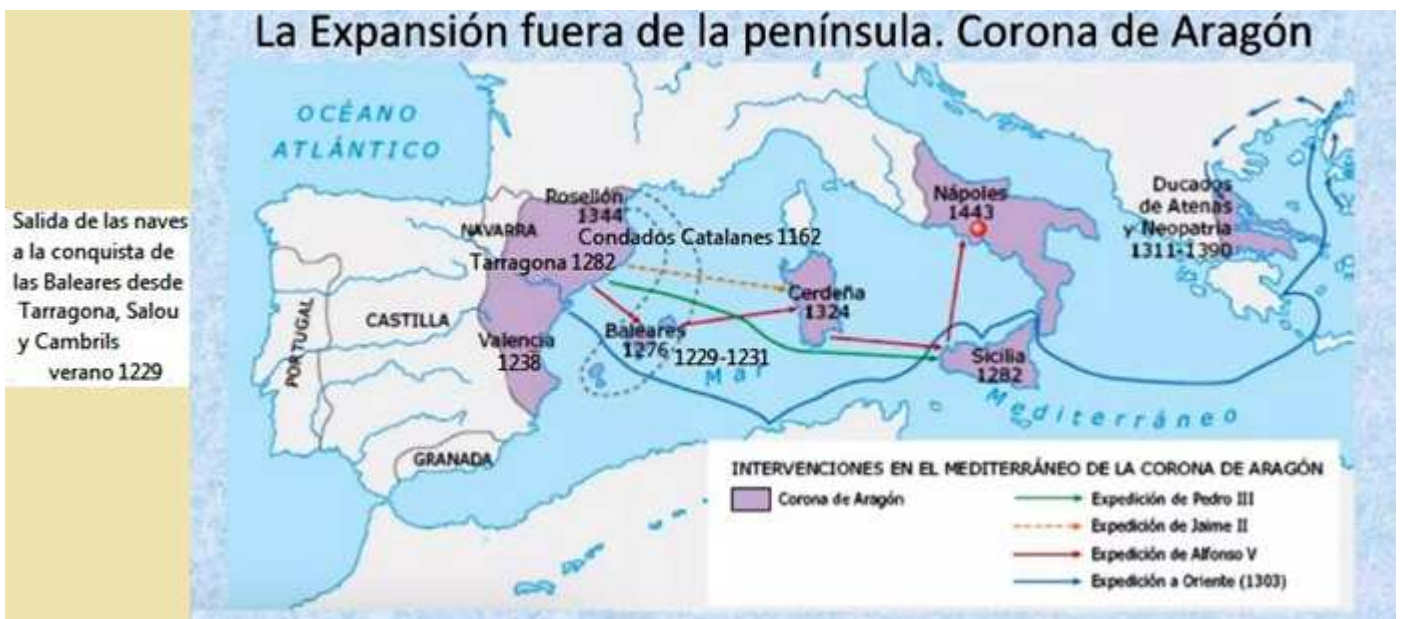 La Expansión fuera de la península. Corona de Aragón
OCÉANO
ATLÁNTICO
Salida de las naves
a la conquista de
las Baleares desde
Tarragona, Salou
y Cambrils
verano 1229
Rosellón
1344
NAVARRA
Condados Catalanes 1162
Tarragona 1282
PORTUGAL
CASTILLA
Valencia
1238
GRANADA
Baleares
1276
1229-1231
Cerdeña
1324
Nápoles
1443
Sicilia
1282
Ducados
de Atenas
y Neopatria
1311-1390
Mar
Mediterráneo
INTERVENCIONES EN EL MEDITERRÁNEO DE LA CORONA DE ARAGÓN
Corona de Aragón
Expedición de Pedro III
Expedición de Jaime II
Expedición de Alfonso V
Expedición a Oriente (1303)